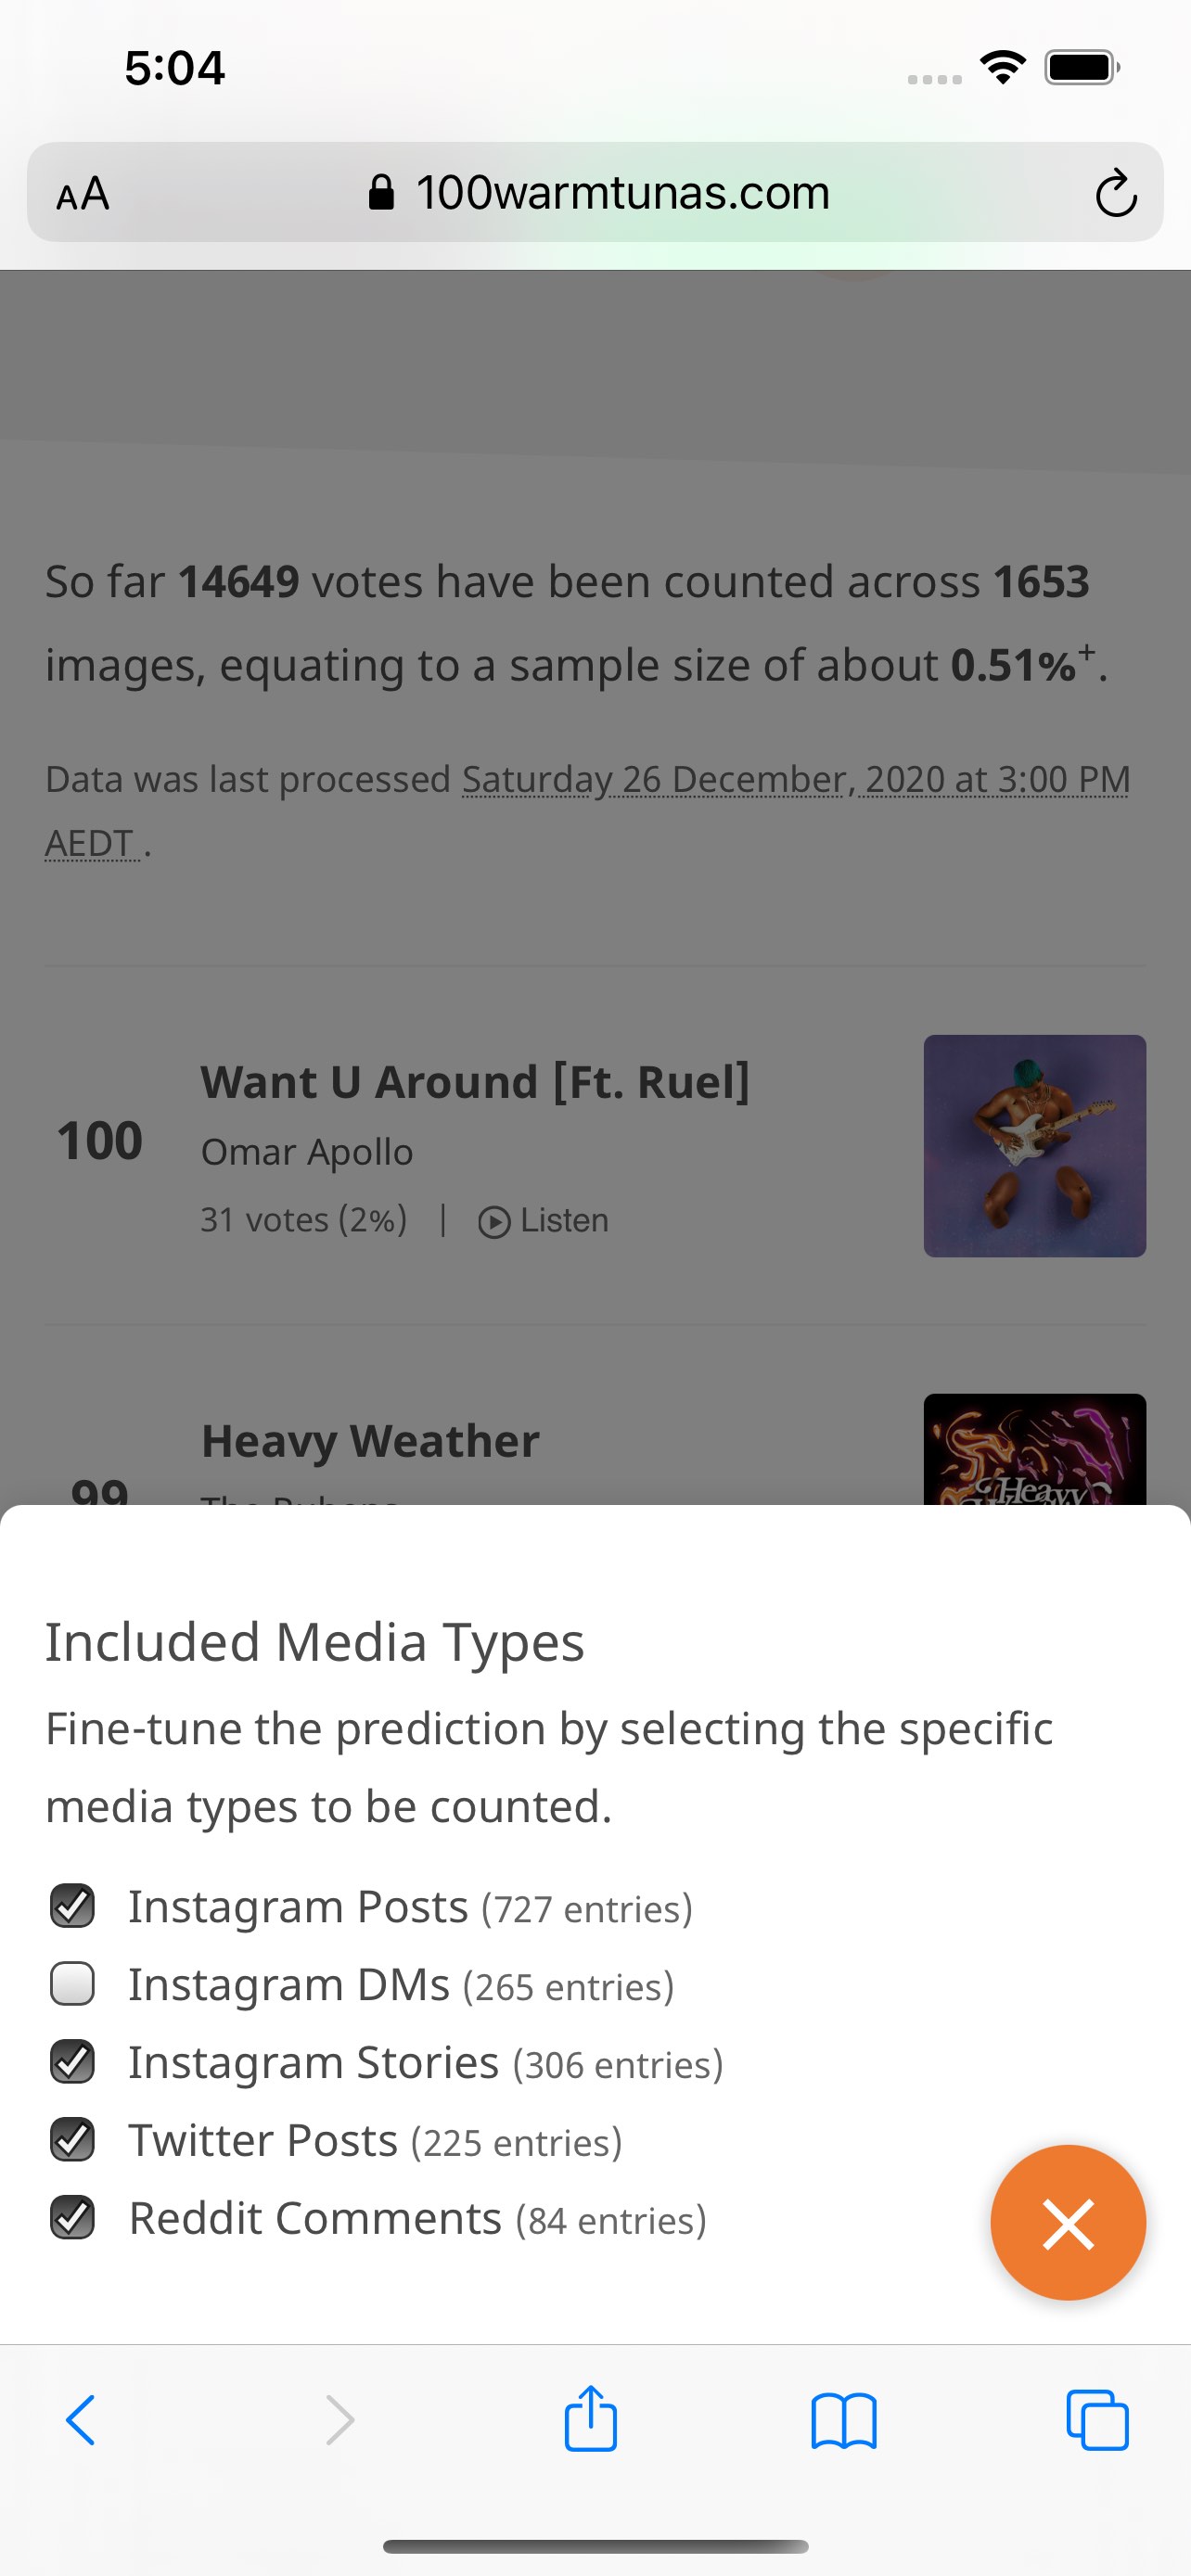 5:04
AA 100warmtunas.com
So far 14649 votes have been counted across 1653
images, equating to a sample size of about 0.51%+.
Data was last processed Saturday 26 December, 2020 at 3:00 PM
AEDT .
Want U Around [Ft. Ruel]
100
Omar Apollo
31 votes (2%) | Listen
Heavy Weather
99
The Rubens
Heavy
Included Media Types
Fine-tune the prediction by selecting the specific
media types to be counted.
Instagram Posts (727 entries)
Instagram DMs (265 entries)
Instagram Stories (306 entries)
Twitter Posts (225 entries)
Reddit Comments (84 entries)